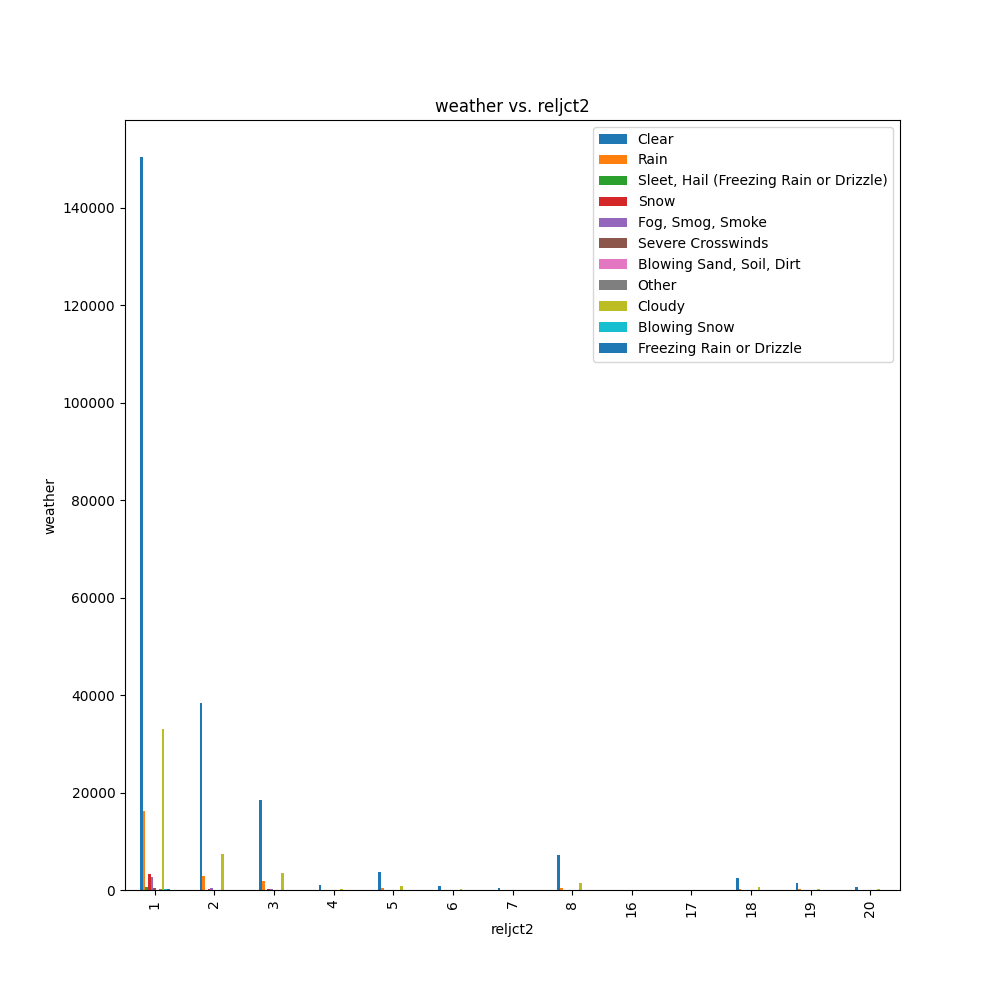 weather vs. reljct2
Clear
Rain
Sleet, Hail (Freezing Rain or Drizzle)
Snow
Fog, Smog, Smoke
Severe Crosswinds
Blowing Sand, Soil, Dirt
Other
Cloudy
Blowing Snow
Freezing Rain or Drizzle
140000
120000
100000
80000
60000
40000
20000
0
weather
1 2 3 4 5 6 7 8 16 17 18 19 20
reljct2